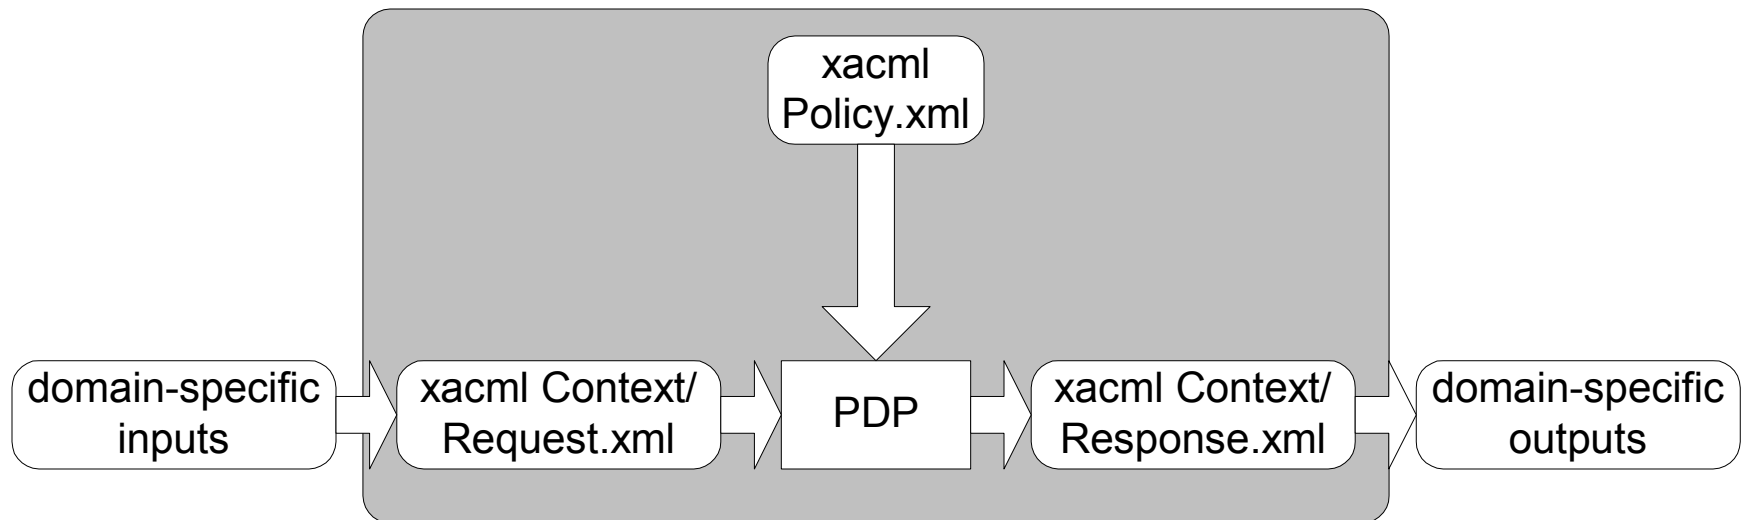 xacml
Policy.xml
domain-specific
inputs
xacml Context/
Request.xml
PDP
xacml Context/
Response.xml
domain-specific
outputs